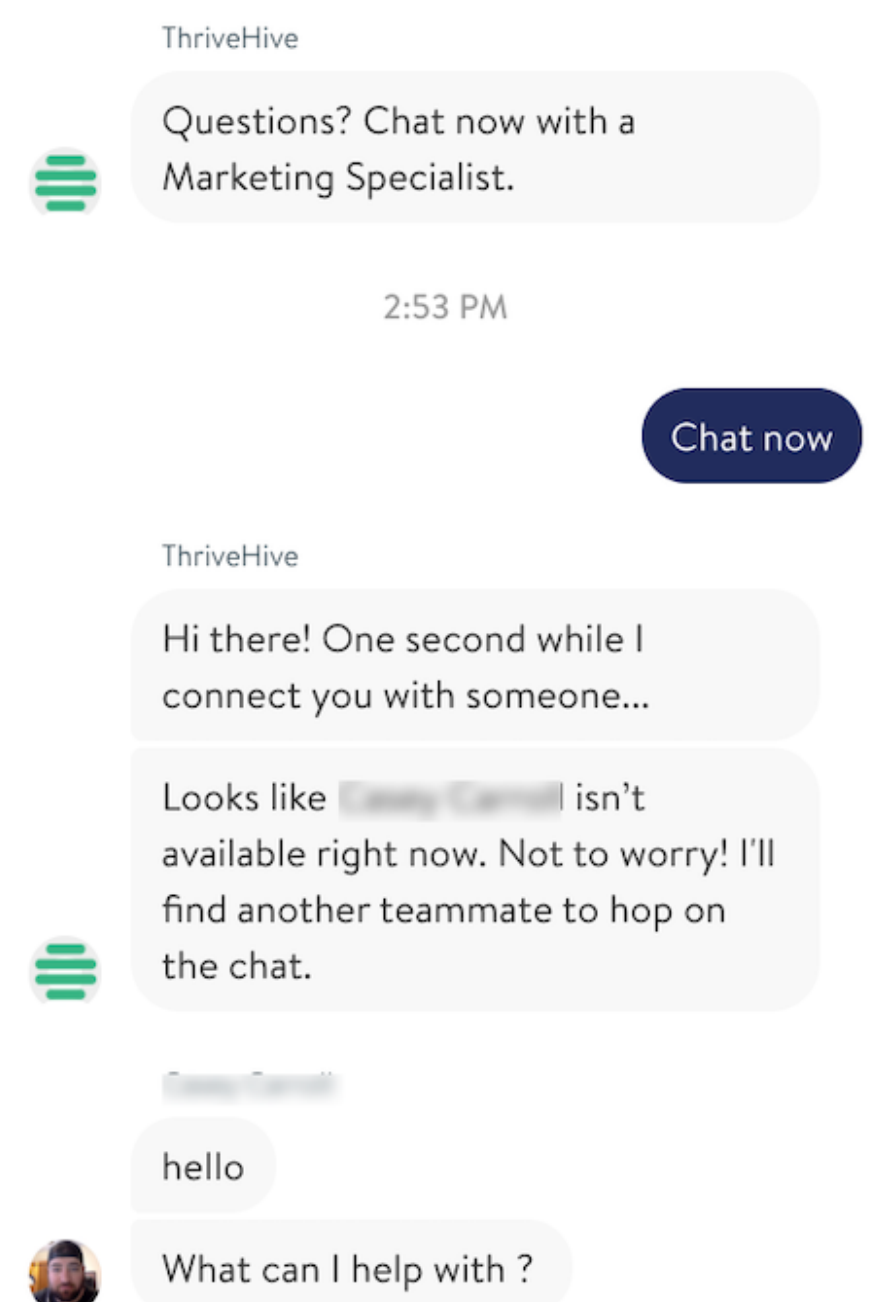 ThriveHive
Questions? Chat now with a
Marketing Specialist.
2:53 PM
Chat now
ThriveHive
Hi there! One second while I
connect you with someone...
Looks like isn't
available right now. Not to worry! I'll
find another teammate to hop on
the chat.
hello
What can I help with ?